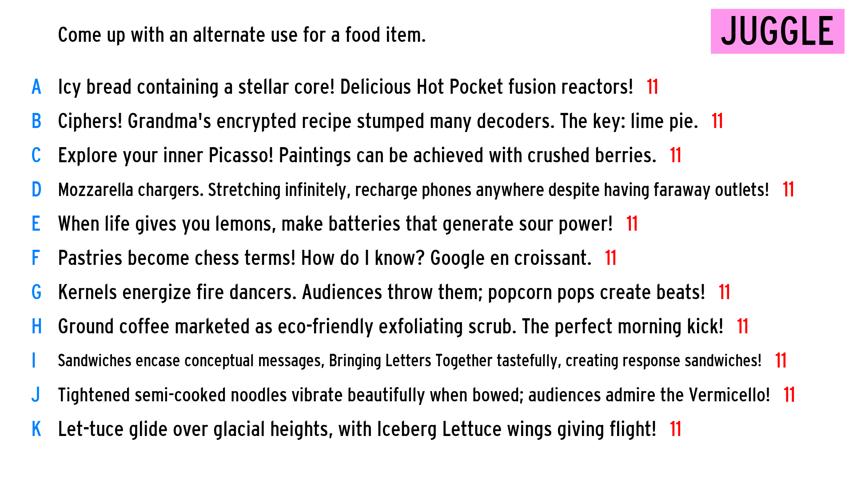 Come up with an alternate use for a food item.
JUGGLE
A Icy bread containing a stellar core! Delicious Hot Pocket fusion reactors! 11
B Ciphers! Grandma's encrypted recipe stumped many decoders. The key: lime pie. 11
C Explore your inner Picasso! Paintings can be achieved with crushed berries. 11
D Mozzarella chargers. Stretching infinitely, recharge phones anywhere despite having faraway outlets! 11
E When life gives you lemons, make batteries that generate sour power! 11
F Pastries become chess terms! How do I know? Google en croissant. 11
G Kernels energize fire dancers. Audiences throw them; popcorn pops create beats! 11
H Ground coffee marketed as eco-friendly exfoliating scrub. The perfect morning kick! 11
I Sandwiches encase conceptual messages, Bringing Letters Together tastefully, creating response sandwiches! 11
J Tightened semi-cooked noodles vibrate beautifully when bowed; audiences admire the Vermicello! 11
K Let-tuce glide over glacial heights, with Iceberg Lettuce wings giving flight! 11